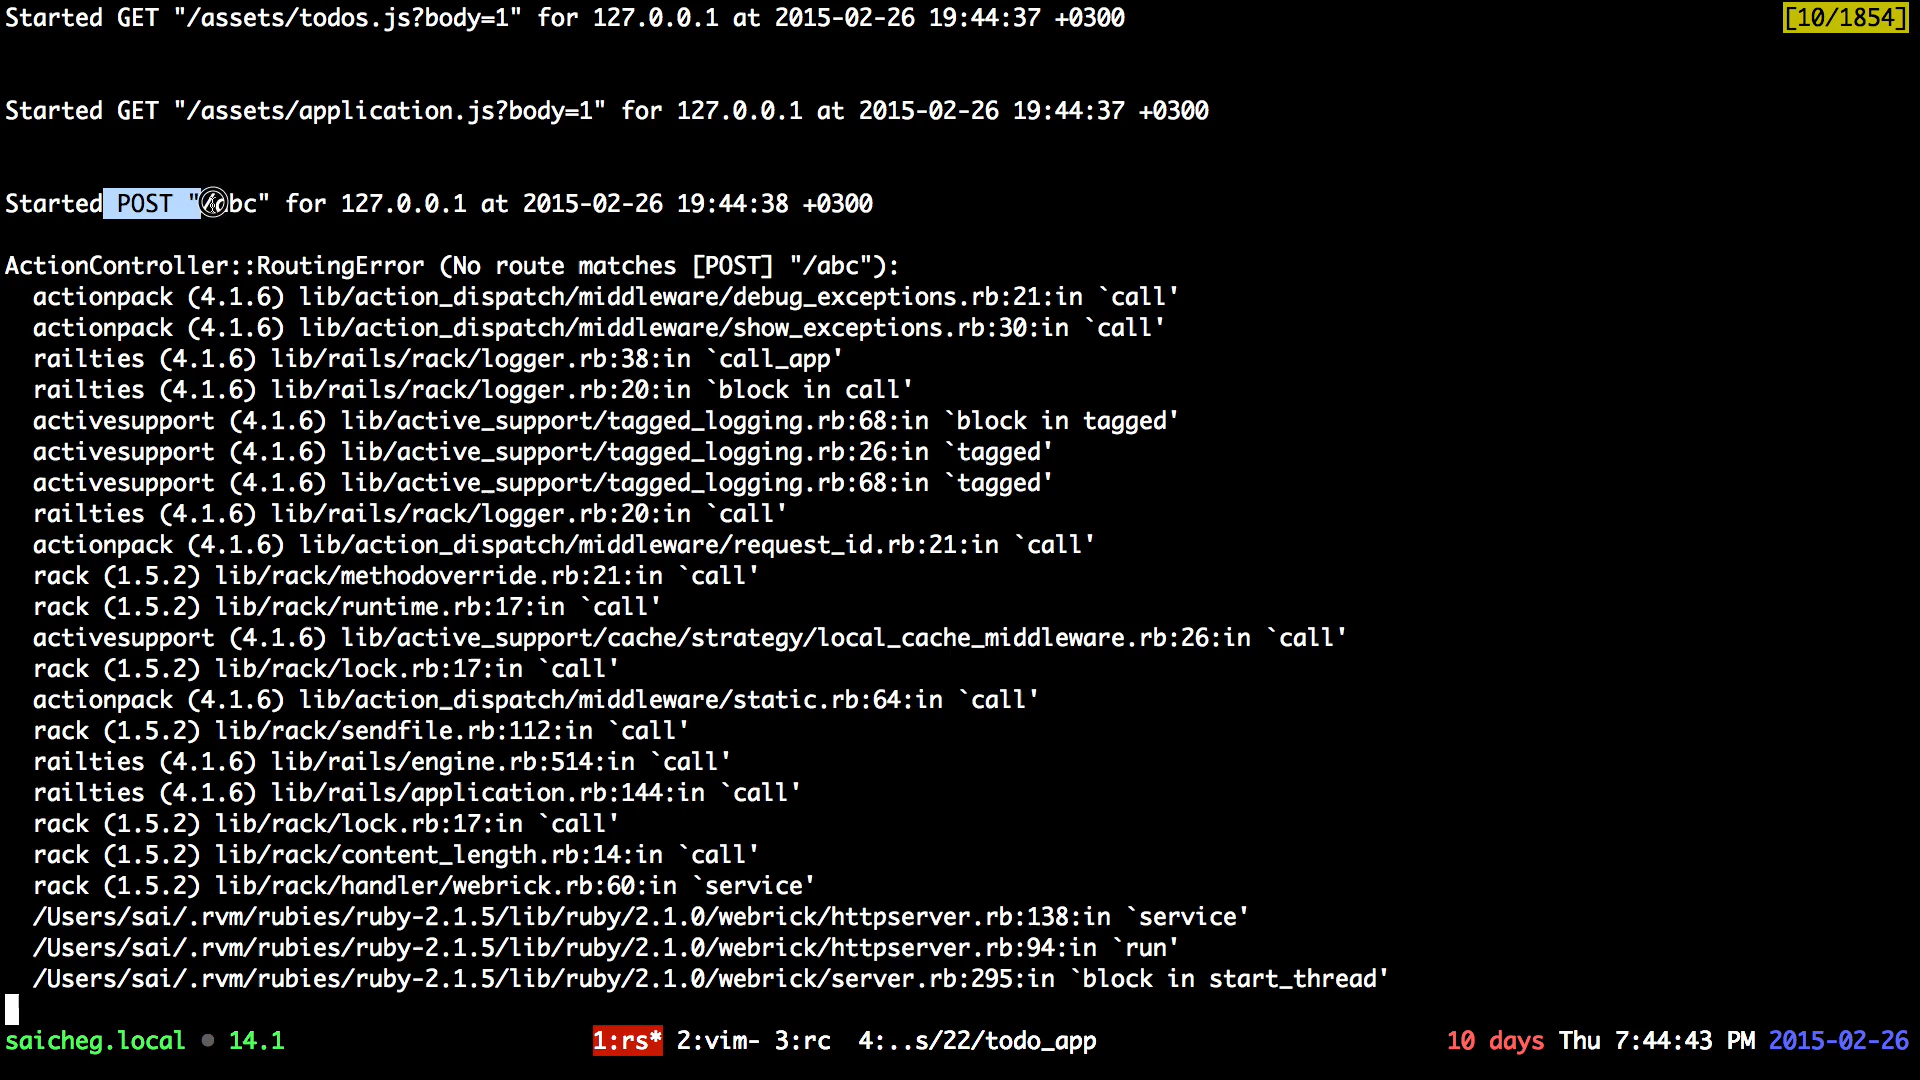 Started GET "/assets/todos.js?body=1" for 127.0.0.1 at 2015-02-26 19:44:37 +0300
[10/1854]
Started GET "/assets/application.js?body=1" for 127.0.0.1 at 2015-02-26 19:44:37 +0300
Started POST "/abc" for 127.0.0.1 at 2015-02-26 19:44:38 +0300
ActionController::RoutingError (No route matches [POST] "/abc"):
actionpack (4.1.6) lib/action_dispatch/middleware/debug_exceptions.rb:21:in `call'
actionpack (4.1.6) lib/action_dispatch/middleware/show_exceptions.rb:30:in `call'
railties (4.1.6) lib/rails/rack/logger.rb:38:in `call_app'
railties (4.1.6) lib/rails/rack/logger.rb:20:in `block in call'
activesupport (4.1.6) lib/active_support/tagged_logging.rb:68:in `block in tagged'
activesupport (4.1.6) lib/active_support/tagged_logging.rb:26:in `tagged'
activesupport (4.1.6) lib/active_support/tagged_logging.rb:68:in `tagged'
railties (4.1.6) lib/rails/rack/logger.rb:20:in `call'
actionpack (4.1.6) lib/action_dispatch/middleware/request_id.rb:21:in `call'
rack (1.5.2) lib/rack/methodoverride.rb:21:in `call'
rack (1.5.2) lib/rack/runtime.rb:17:in `call'
activesupport (4.1.6) lib/active_support/cache/strategy/local_cache_middleware.rb:26:in `call'
rack (1.5.2) lib/rack/lock.rb:17:in `call'
actionpack (4.1.6) lib/action_dispatch/middleware/static.rb:64:in `call'
rack (1.5.2) lib/rack/sendfile.rb:112:in `call'
railties (4.1.6) lib/rails/engine.rb:514:in `call'
railties (4.1.6) lib/rails/application.rb:144:in `call'
rack (1.5.2) lib/rack/lock.rb:17:in `call'
rack (1.5.2) lib/rack/content_length.rb:14:in `call'
rack (1.5.2) lib/rack/handler/webrick.rb:60:in `service'
/Users/sai/.rvm/rubies/ruby-2.1.5/lib/ruby/2.1.0/webrick/httpserver.rb:138:in `service'
/Users/sai/.rvm/rubies/ruby-2.1.5/lib/ruby/2.1.0/webrick/httpserver.rb:94:in `run'
/Users/sai/.rvm/rubies/ruby-2.1.5/lib/ruby/2.1.0/webrick/server.rb:295:in `block in start_thread'
saicheg.local ● 14.1 1:rs* 2:vim- 3:rc 4:..s/22/todo_app 10 days Thu 7:44:43 PM 2015-02-26